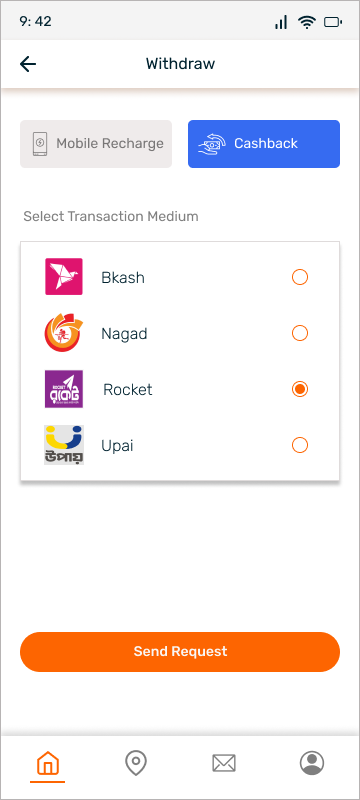 9: 42
Withdraw
Mobile Recharge
Cashback
Select Transaction Medium
Bkash
Nagad
ROCKET
রকেট
Rocket
উপায়
Upai
Send Request